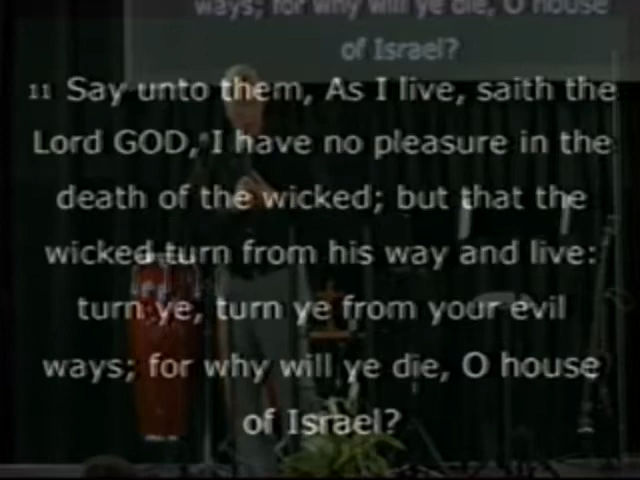 ways; for why will ye die, O house
of Israel?
11 Say unto them, As I live, saith the
Lord GOD, I have no pleasure in the
death of the wicked; but that the
wicked turn from his way and live:
turn ye, turn ye from your evil
ways; for why will ye die, O house
of Israel?